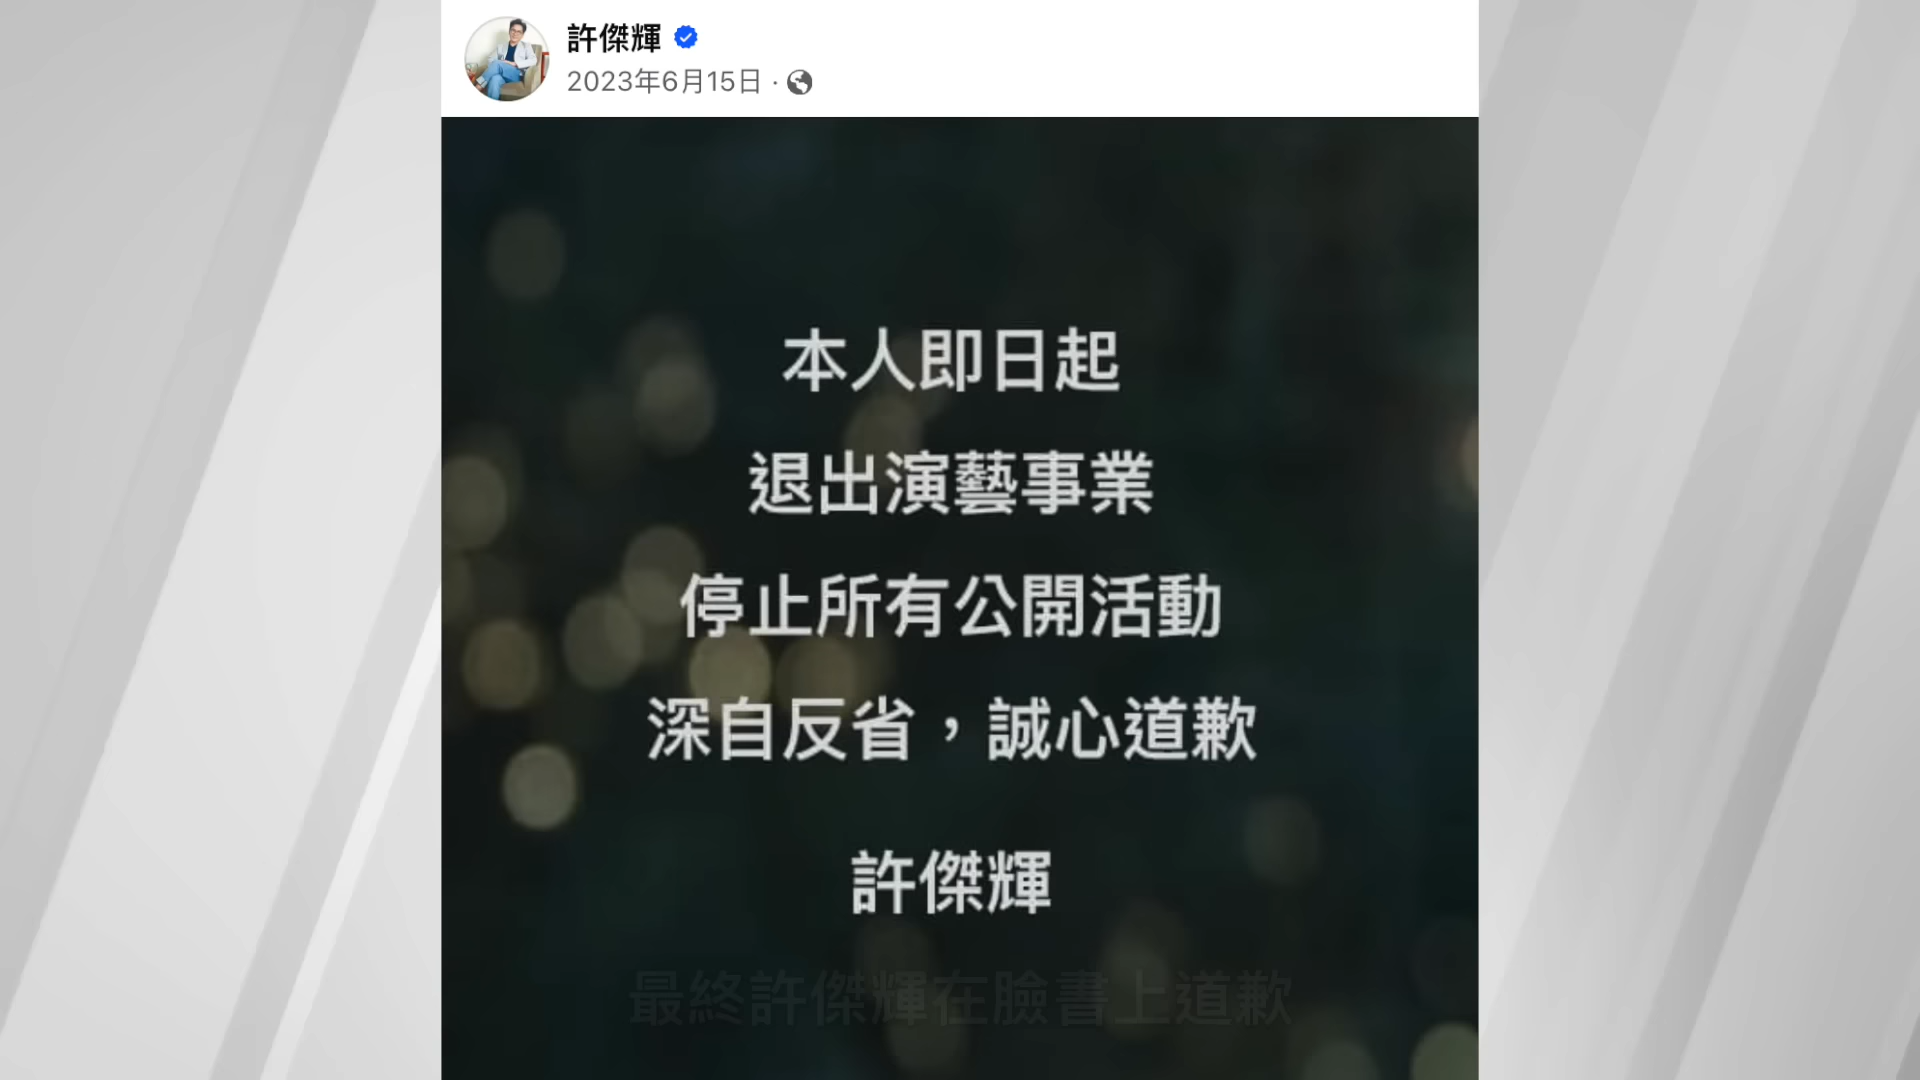 許傑輝
2023年6月15日 ·
本人即日起
退出演藝事業
停止所有公開活動
深自反省，誠心道歉
許傑輝
最終許傑輝在臉書上道歉